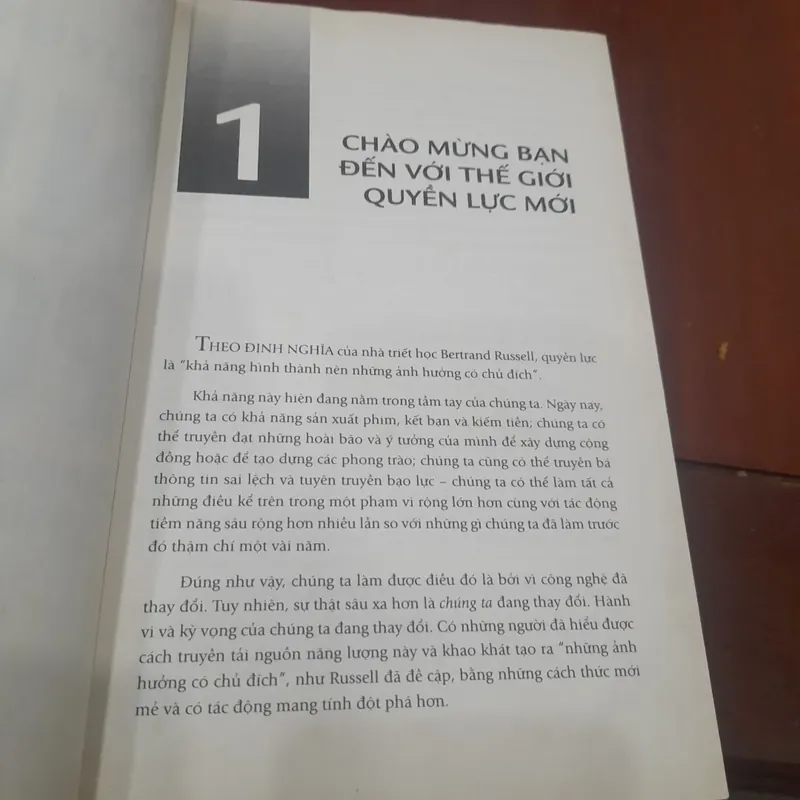 1
CHÀO MỪNG BẠN
ĐẾN VỚI THẾ GIỚI
QUYỀN LỰC MỚI
THEO ĐỊNH NGHĨA của nhà triết học Bertrand Russell, quyền lực
là “khả năng hình thành nên những ảnh hưởng có chủ đích”.
Khả năng này hiện đang nằm trong tầm tay của chúng ta. Ngày nay,
chúng ta có khả năng sản xuất phim, kết bạn và kiếm tiền; chúng ta có
thể truyền đạt những hoài bão và ý tưởng của mình để xây dựng cộng
đồng hoặc để tạo dựng các phong trào; chúng ta cũng có thể truyền bá
thông tin sai lệch và tuyên truyền bạo lực – chúng ta có thể làm tất cả
những điều kể trên trong một phạm vi rộng lớn hơn cùng với tác động
tiềm năng sâu rộng hơn nhiều lần so với những gì chúng ta đã làm trước
đó thậm chí một vài năm.
Đúng như vậy, chúng ta làm được điều đó là bởi vì công nghệ đã
thay đổi. Tuy nhiên, sự thật sâu xa hơn là chúng ta đang thay đổi. Hành
vi và kỳ vọng của chúng ta đang thay đổi. Có những người đã hiểu được
cách truyền tải nguồn năng lượng này và khao khát tạo ra “những ảnh
hưởng có chủ đích”, như Russell đã đề cập, bằng những cách thức mới
mẻ và có tác động mang tính đột phá hơn.